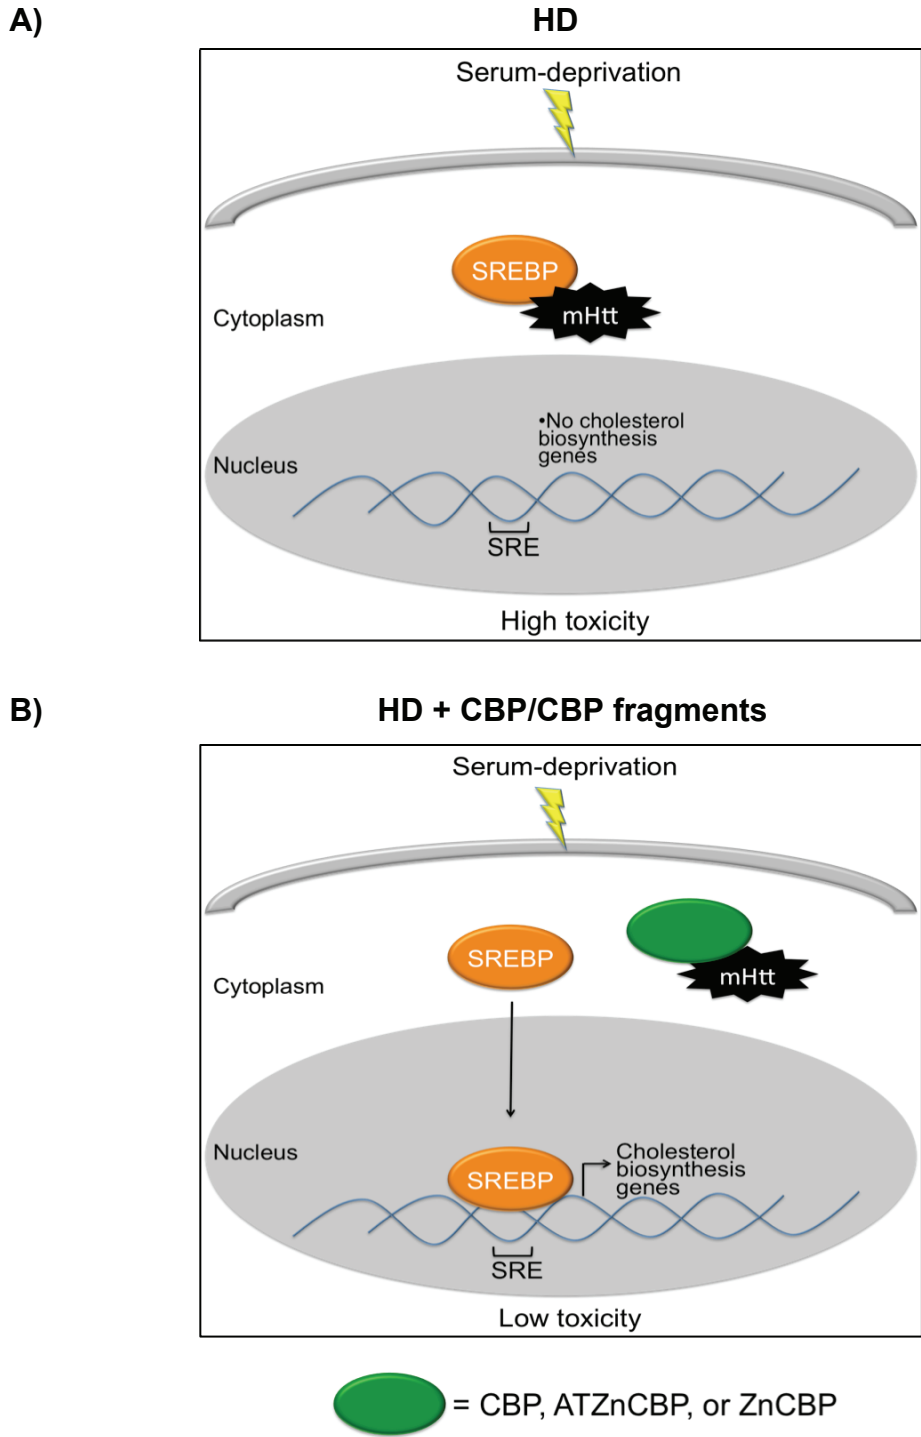 A)
HD
Serum-deprivation
SREBP
mHtt
Cytoplasm
•No cholesterol
biosynthesis
genes
Nucleus
SRE
High toxicity
B)
HD + CBP/CBP fragments
Serum-deprivation
SREBP
mHtt
Cytoplasm
Nucleus
Cholesterol
biosynthesis
genes
SREBP
SRE
Low toxicity
= CBP, ATZnCBP, or ZnCBP